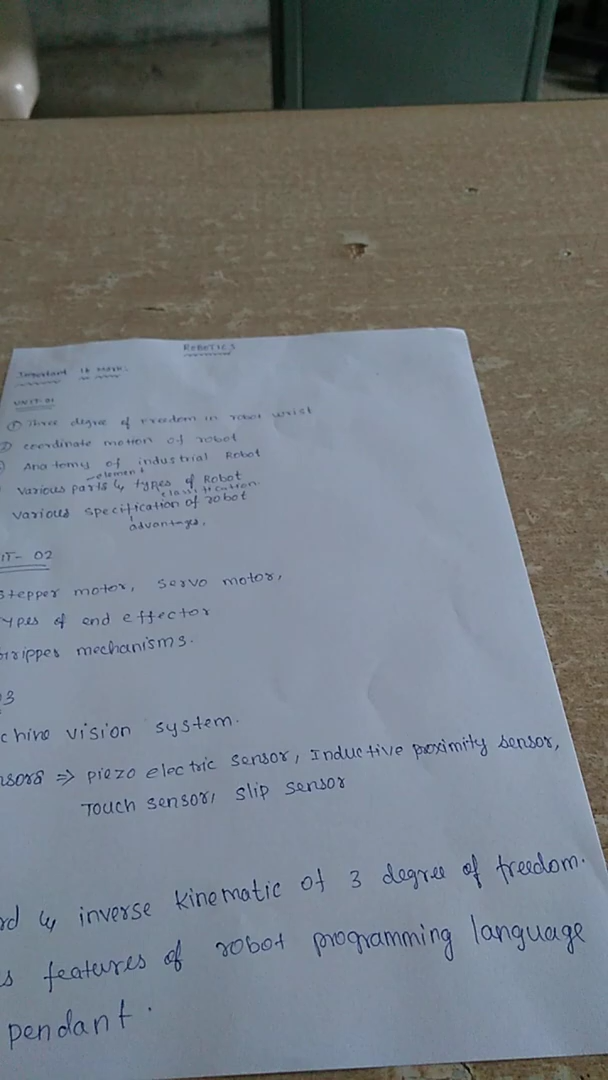 ROBOTICS
Important 16 Mark.
UNIT-01
① Three degree of Freedom in robot wrist
coordinate motion of robot
Anatomy of industrial Robot
element
Various parts & types of Robot
classification.
Various specification of robot
advantages.
IT- 02
stepper motor, servo motor,
ypes of end effector
Gripper mechanisms.
03
chine vision system.
nsors ⇒ piezo electric sensor, Inductive proximity sensor,
Touch sensor, slip sensor
rd & inverse kinematic of 3 degree of freedom.
s features of robot programming language
pendant.